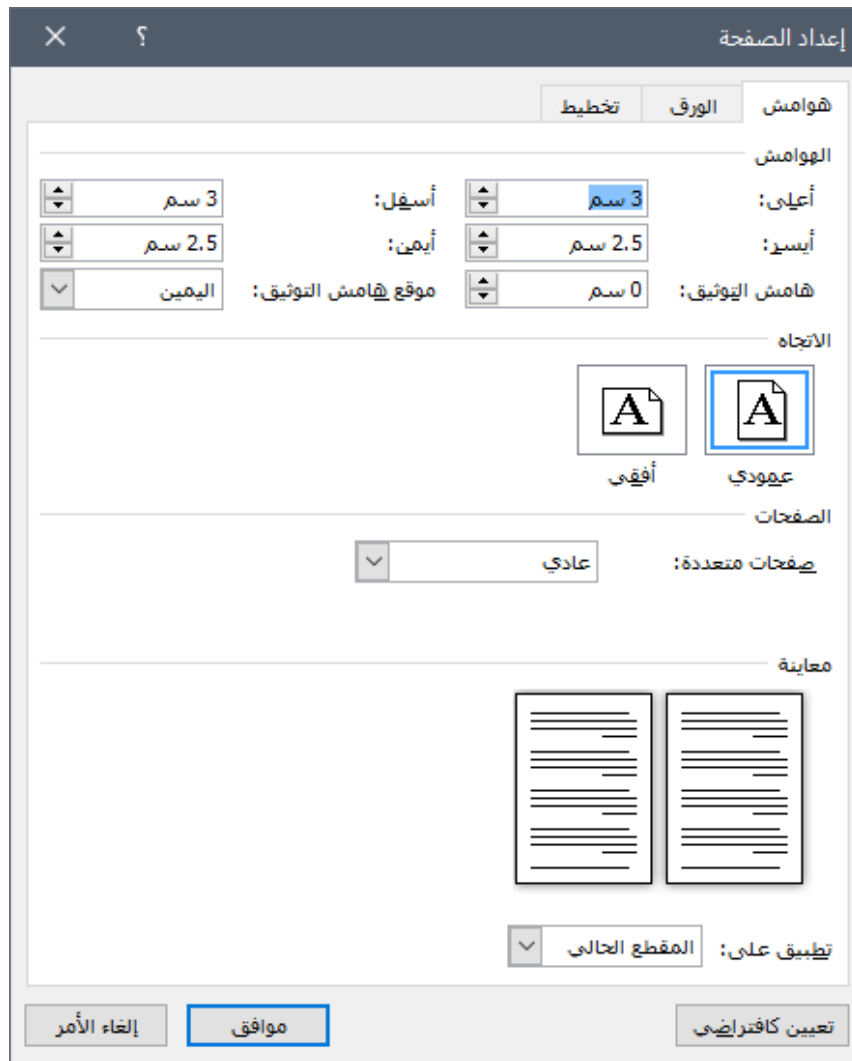 إعداد الصفحة ؟
هوامش الورق تخطيط
الهوامش
أعلى: 3 سم أسفل: 3 سم
أيسر: 2.5 سم أيمن: 2.5 سم
هامش التوثيق: 0 سم موقع هامش التوثيق: اليمين
الاتجاه
A A
عمودي أفقي
الصفحات
صفحات متعددة: عادي
معاينة
تطبيق على: المقطع الحالي
تعيين كافتراضي موافق إلغاء الأمر